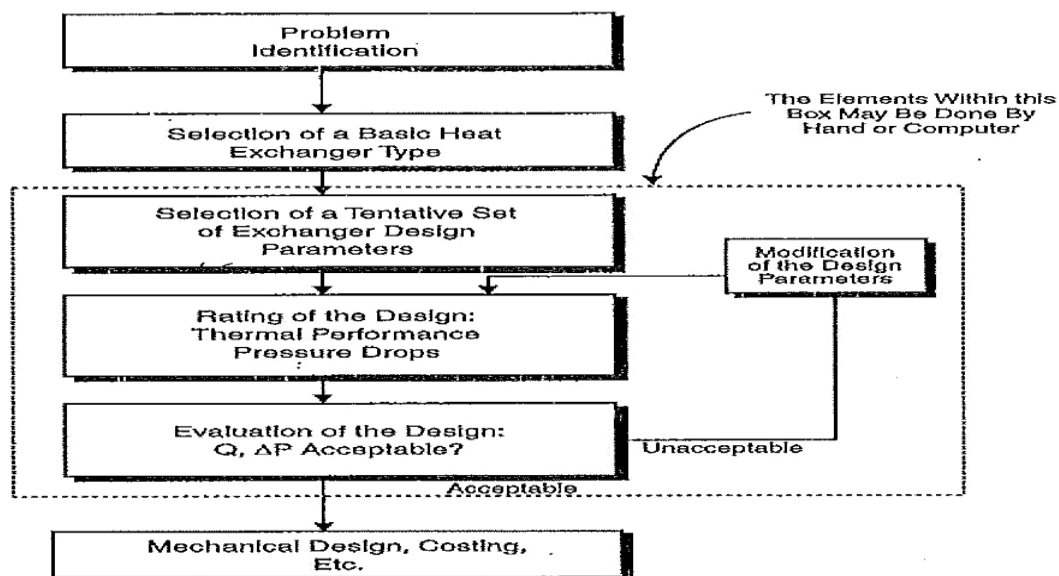 Problem
Identification
Selection of a Basic Heat
Exchanger Type
The Elements Within this
Box May Be Done By
Hand or Computer
Selection of a Tentative Set
of Exchanger Design
Parameters
Modification
of the Design
Parameters
Rating of the Design:
Thermal Performance
Pressure Drops
Evaluation of the Design:
Q, ΔP Acceptable?
Unacceptable
Acceptable
Mechanical Design, Costing,
Etc.